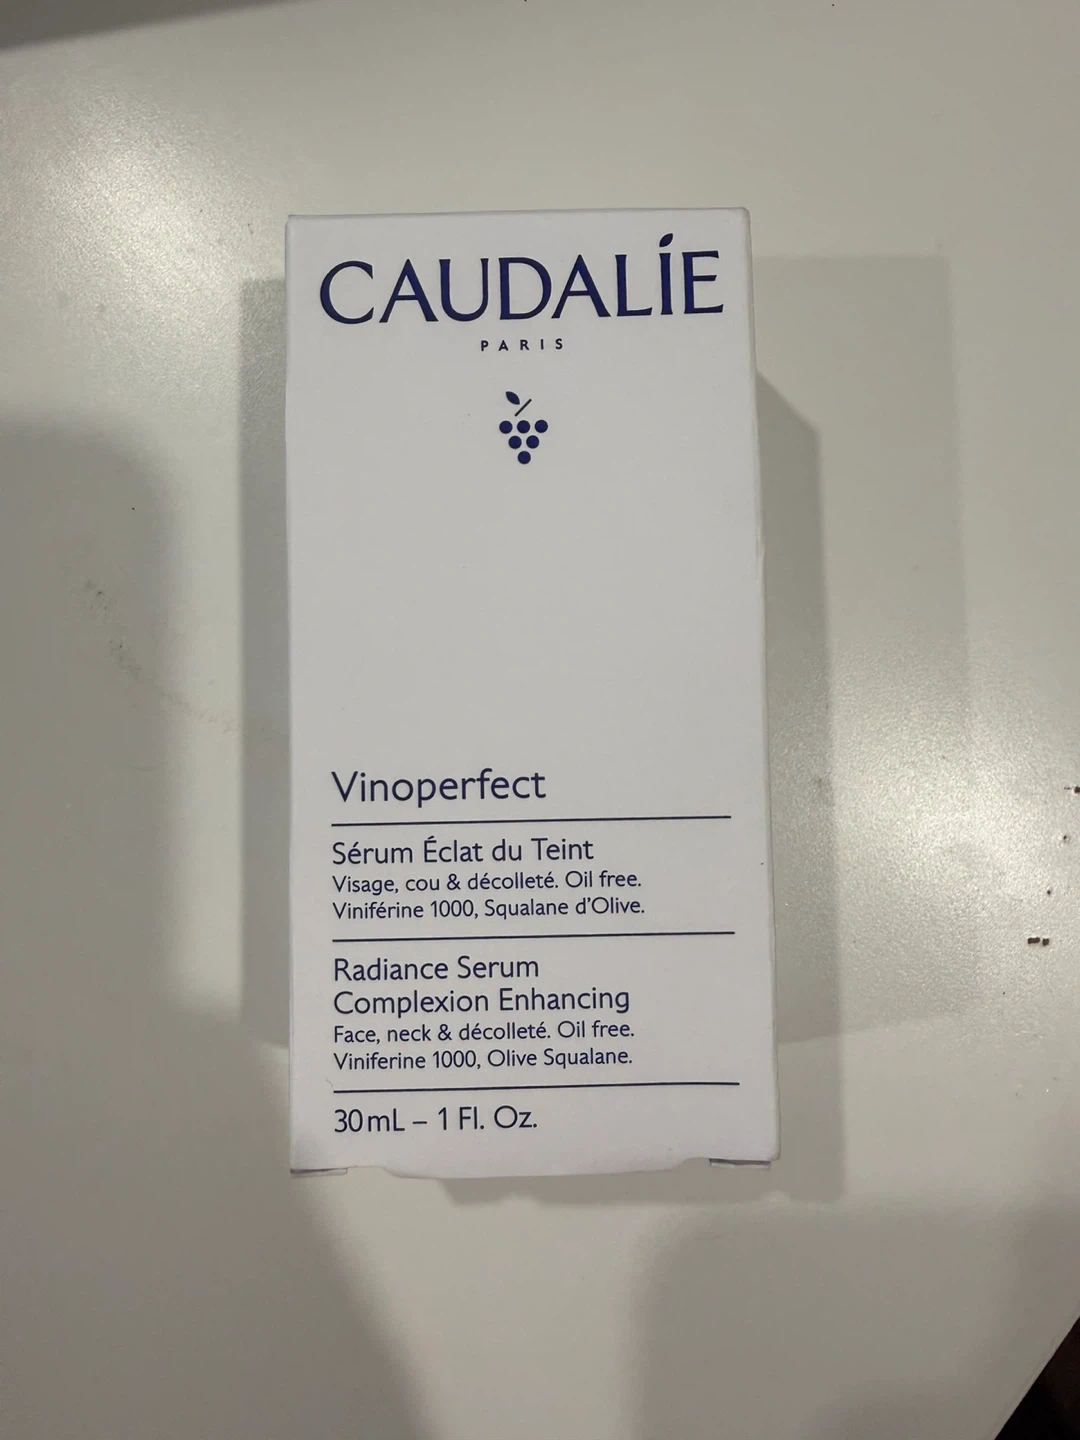 CAUDALÍE
PARIS
Vinoperfect
Sérum Éclat du Teint
Visage, cou & décolleté. Oil free.
Viniférine 1000, Squalane d'Olive.
Radiance Serum
Complexion Enhancing
Face, neck & décolleté. Oil free.
Viniferine 1000, Olive Squalane.
30mL – 1 Fl. Oz.